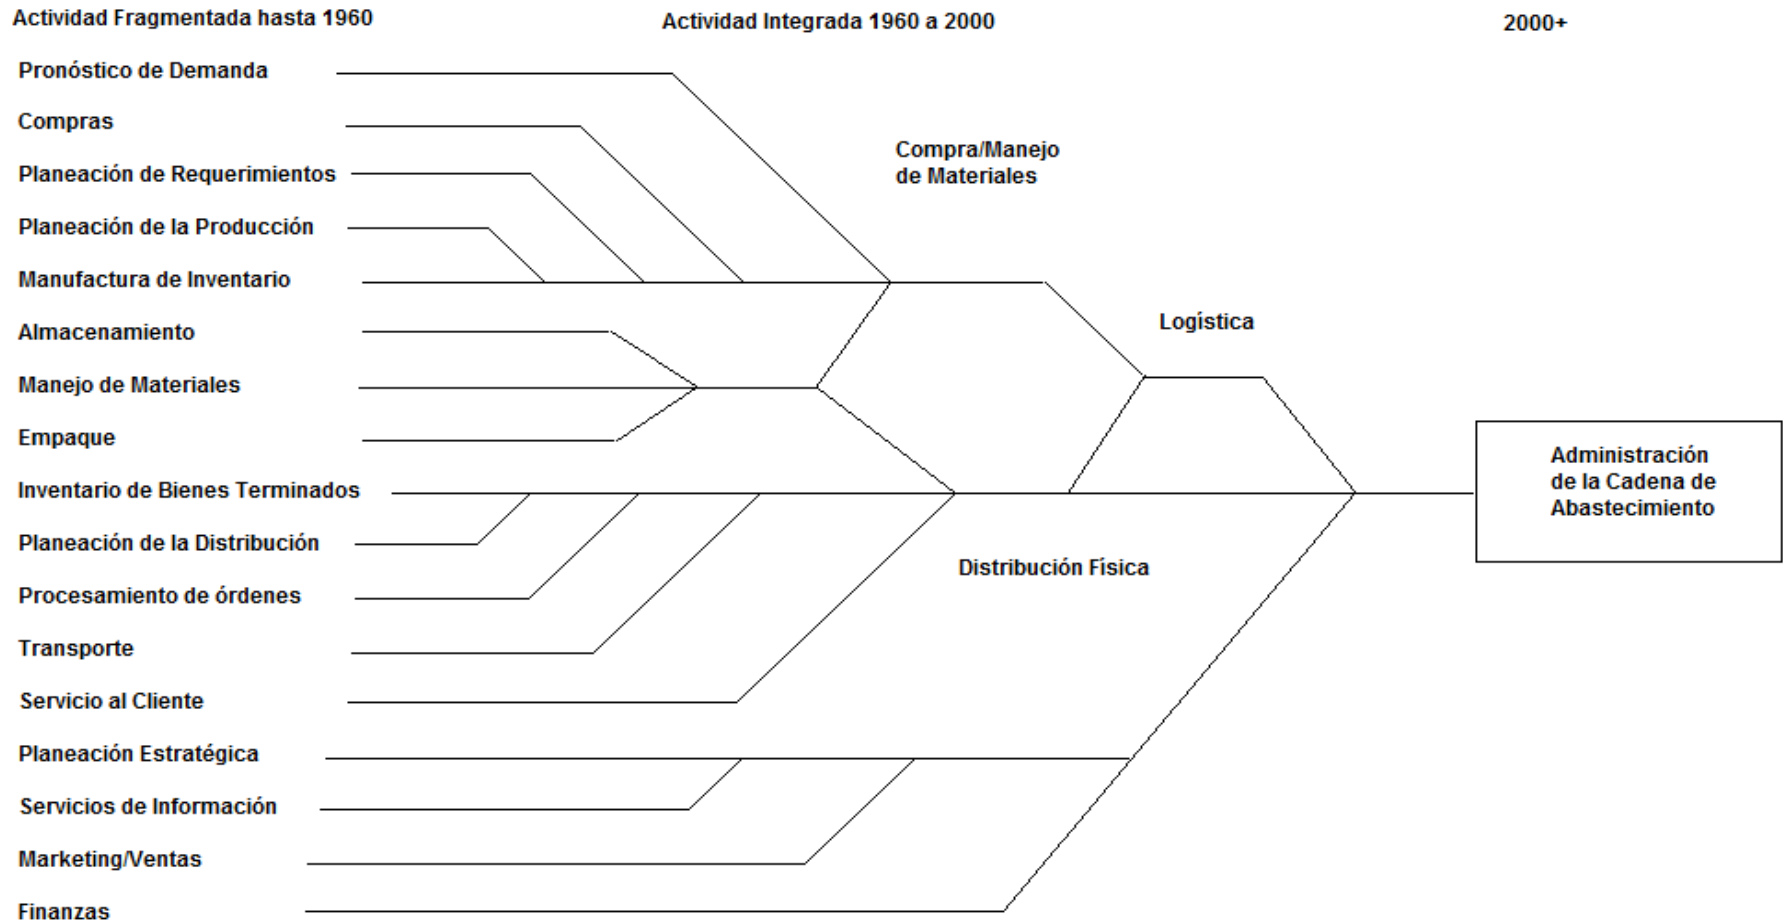 Actividad Fragmentada hasta 1960
Actividad Integrada 1960 a 2000
2000+
Pronóstico de Demanda
Compras
Compra/Manejo
de Materiales
Planeación de Requerimientos
Planeación de la Producción
Manufactura de Inventario
Logística
Almacenamiento
Manejo de Materiales
Empaque
Administración
de la Cadena de
Abastecimiento
Inventario de Bienes Terminados
Planeación de la Distribución
Distribución Física
Procesamiento de órdenes
Transporte
Servicio al Cliente
Planeación Estratégica
Servicios de Información
Marketing/Ventas
Finanzas